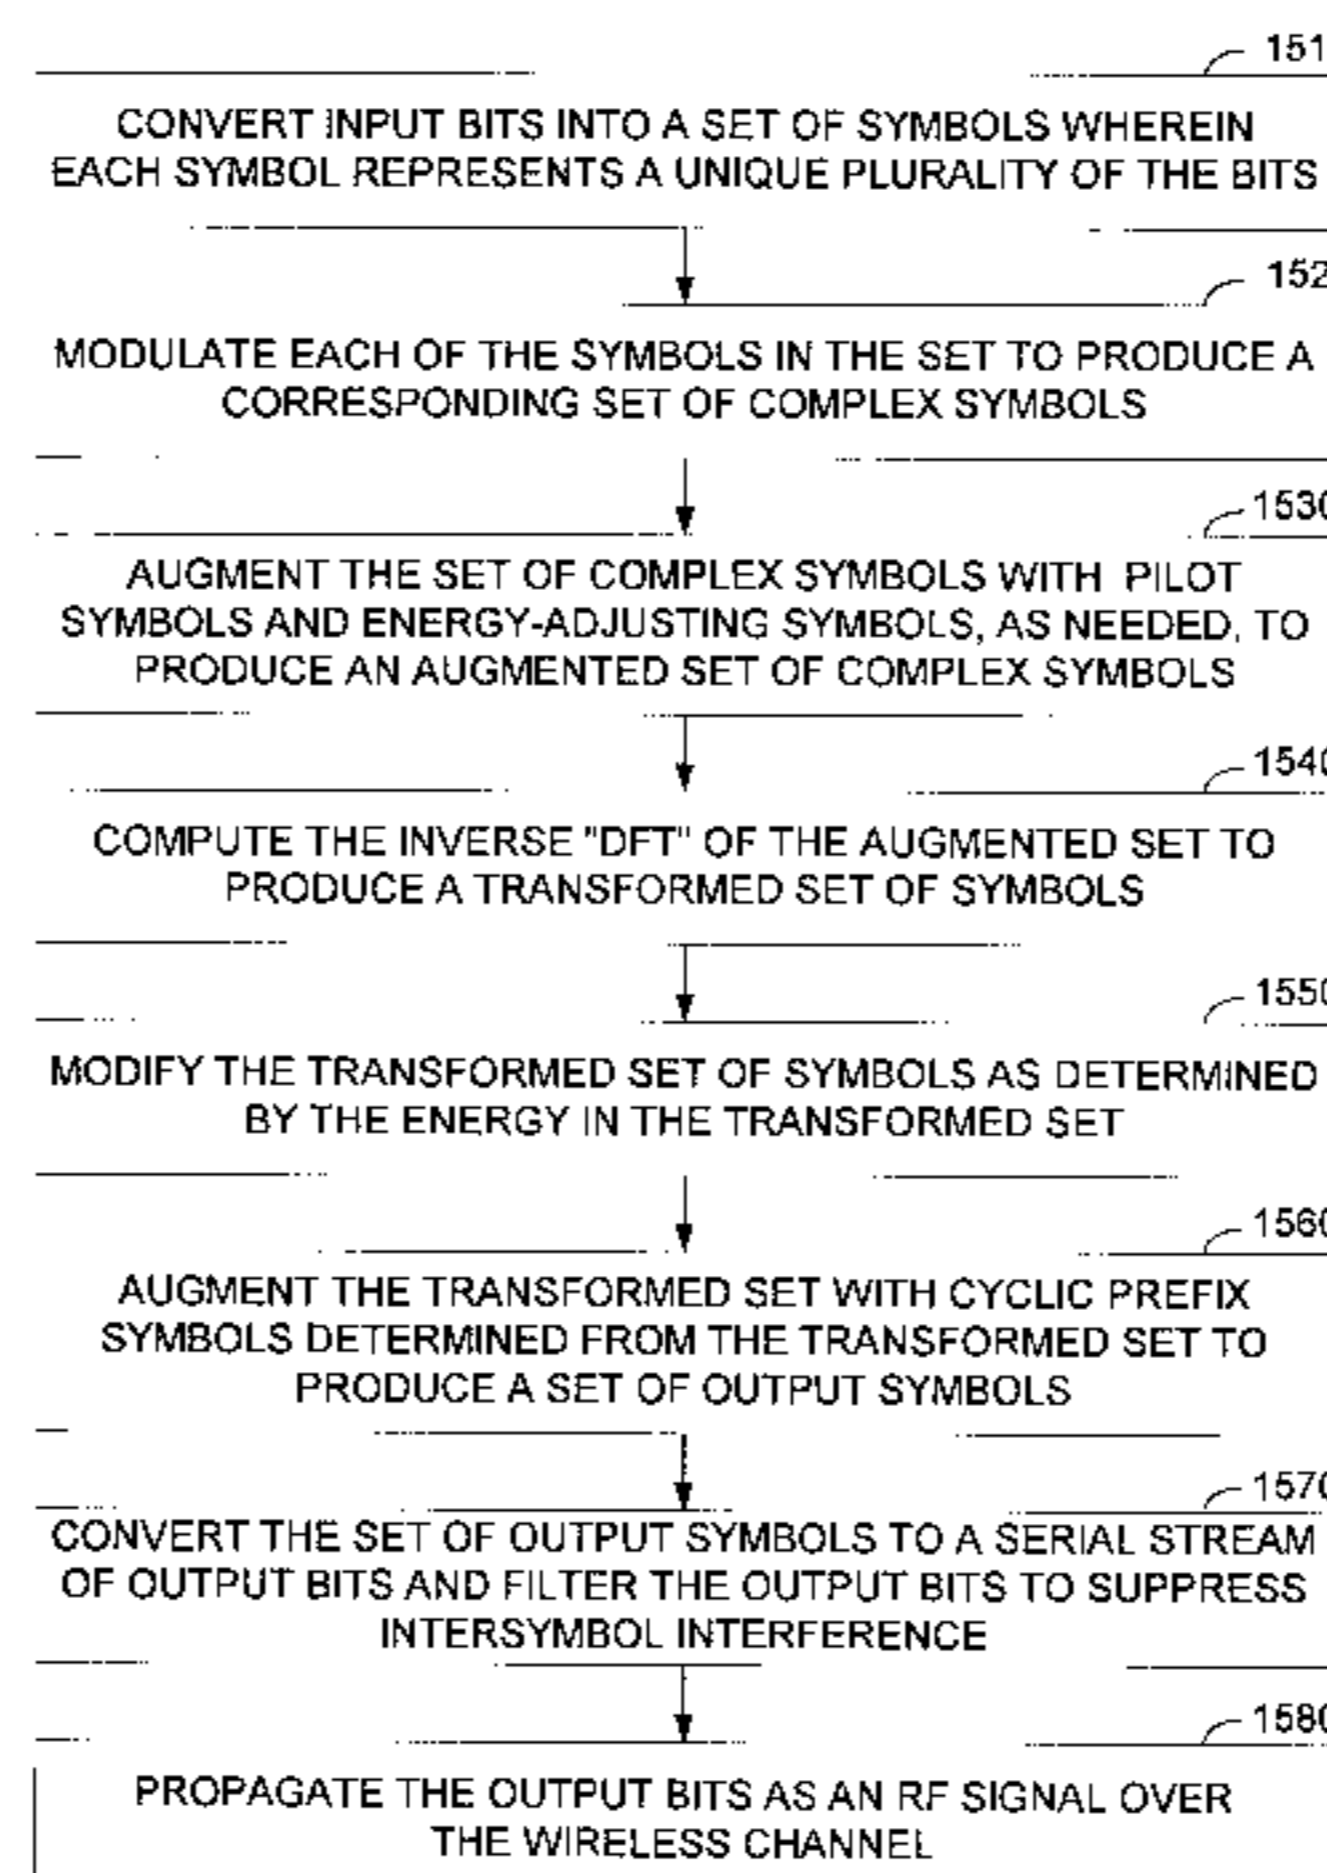 151
CONVERT INPUT BITS INTO A SET OF SYMBOLS WHEREIN
EACH SYMBOL REPRESENTS A UNIQUE PLURALITY OF THE BITS
152
MODULATE EACH OF THE SYMBOLS IN THE SET TO PRODUCE A
CORRESPONDING SET OF COMPLEX SYMBOLS
1530
AUGMENT THE SET OF COMPLEX SYMBOLS WITH PILOT
SYMBOLS AND ENERGY-ADJUSTING SYMBOLS, AS NEEDED, TO
PRODUCE AN AUGMENTED SET OF COMPLEX SYMBOLS
1540
COMPUTE THE INVERSE "DFT" OF THE AUGMENTED SET TO
PRODUCE A TRANSFORMED SET OF SYMBOLS
1550
MODIFY THE TRANSFORMED SET OF SYMBOLS AS DETERMINED
BY THE ENERGY IN THE TRANSFORMED SET
1560
AUGMENT THE TRANSFORMED SET WITH CYCLIC PREFIX
SYMBOLS DETERMINED FROM THE TRANSFORMED SET TO
PRODUCE A SET OF OUTPUT SYMBOLS
1570
CONVERT THE SET OF OUTPUT SYMBOLS TO A SERIAL STREAM
OF OUTPUT BITS AND FILTER THE OUTPUT BITS TO SUPPRESS
INTERSYMBOL INTERFERENCE
1580
PROPAGATE THE OUTPUT BITS AS AN RF SIGNAL OVER
THE WIRELESS CHANNEL